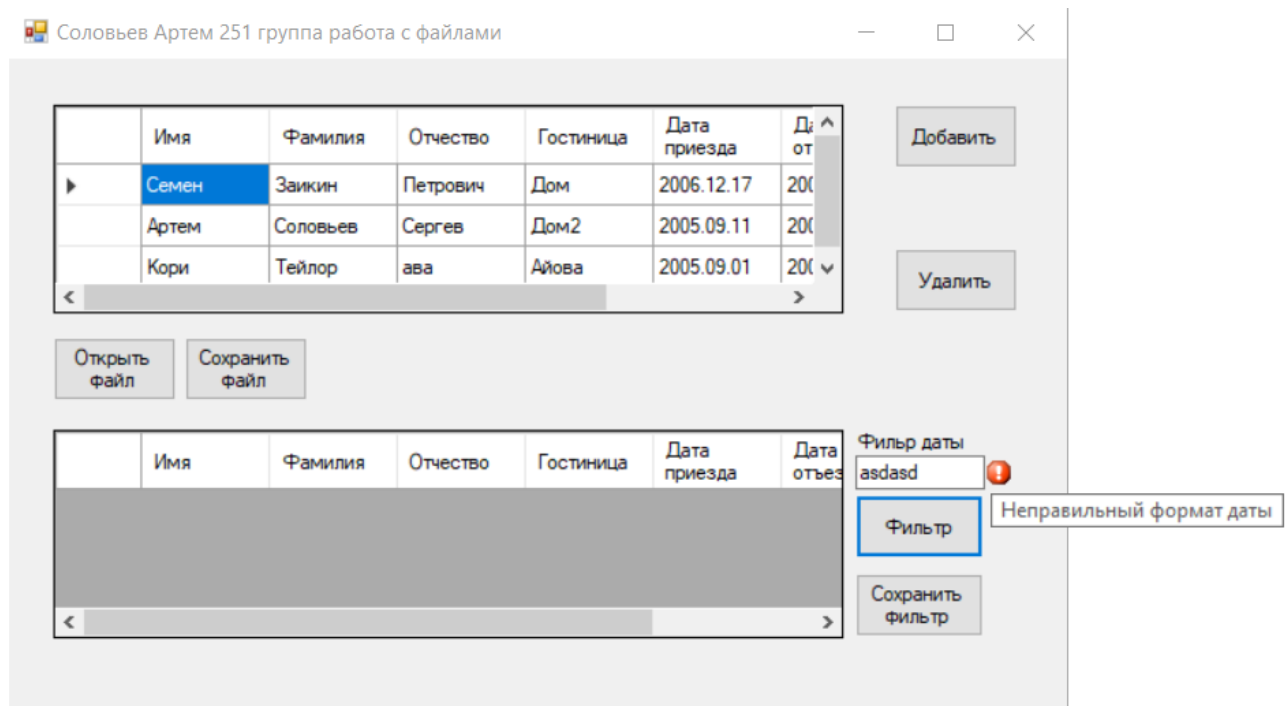 Соловьев Артем 251 группа работа с файлами
Имя Фамилия Отчество Гостиница Дата приезда
Добавить
Семен Заикин Петрович Дом 2006.12.17
Артем Соловьев Сергев Дом2 2005.09.11
Кори Тейлор ава Айова 2005.09.01
Удалить
Открыть файл
Сохранить файл
Имя Фамилия Отчество Гостиница Дата приезда Дата
Фильр даты
asdasd
Неправильный формат даты
Фильтр
Сохранить фильтр